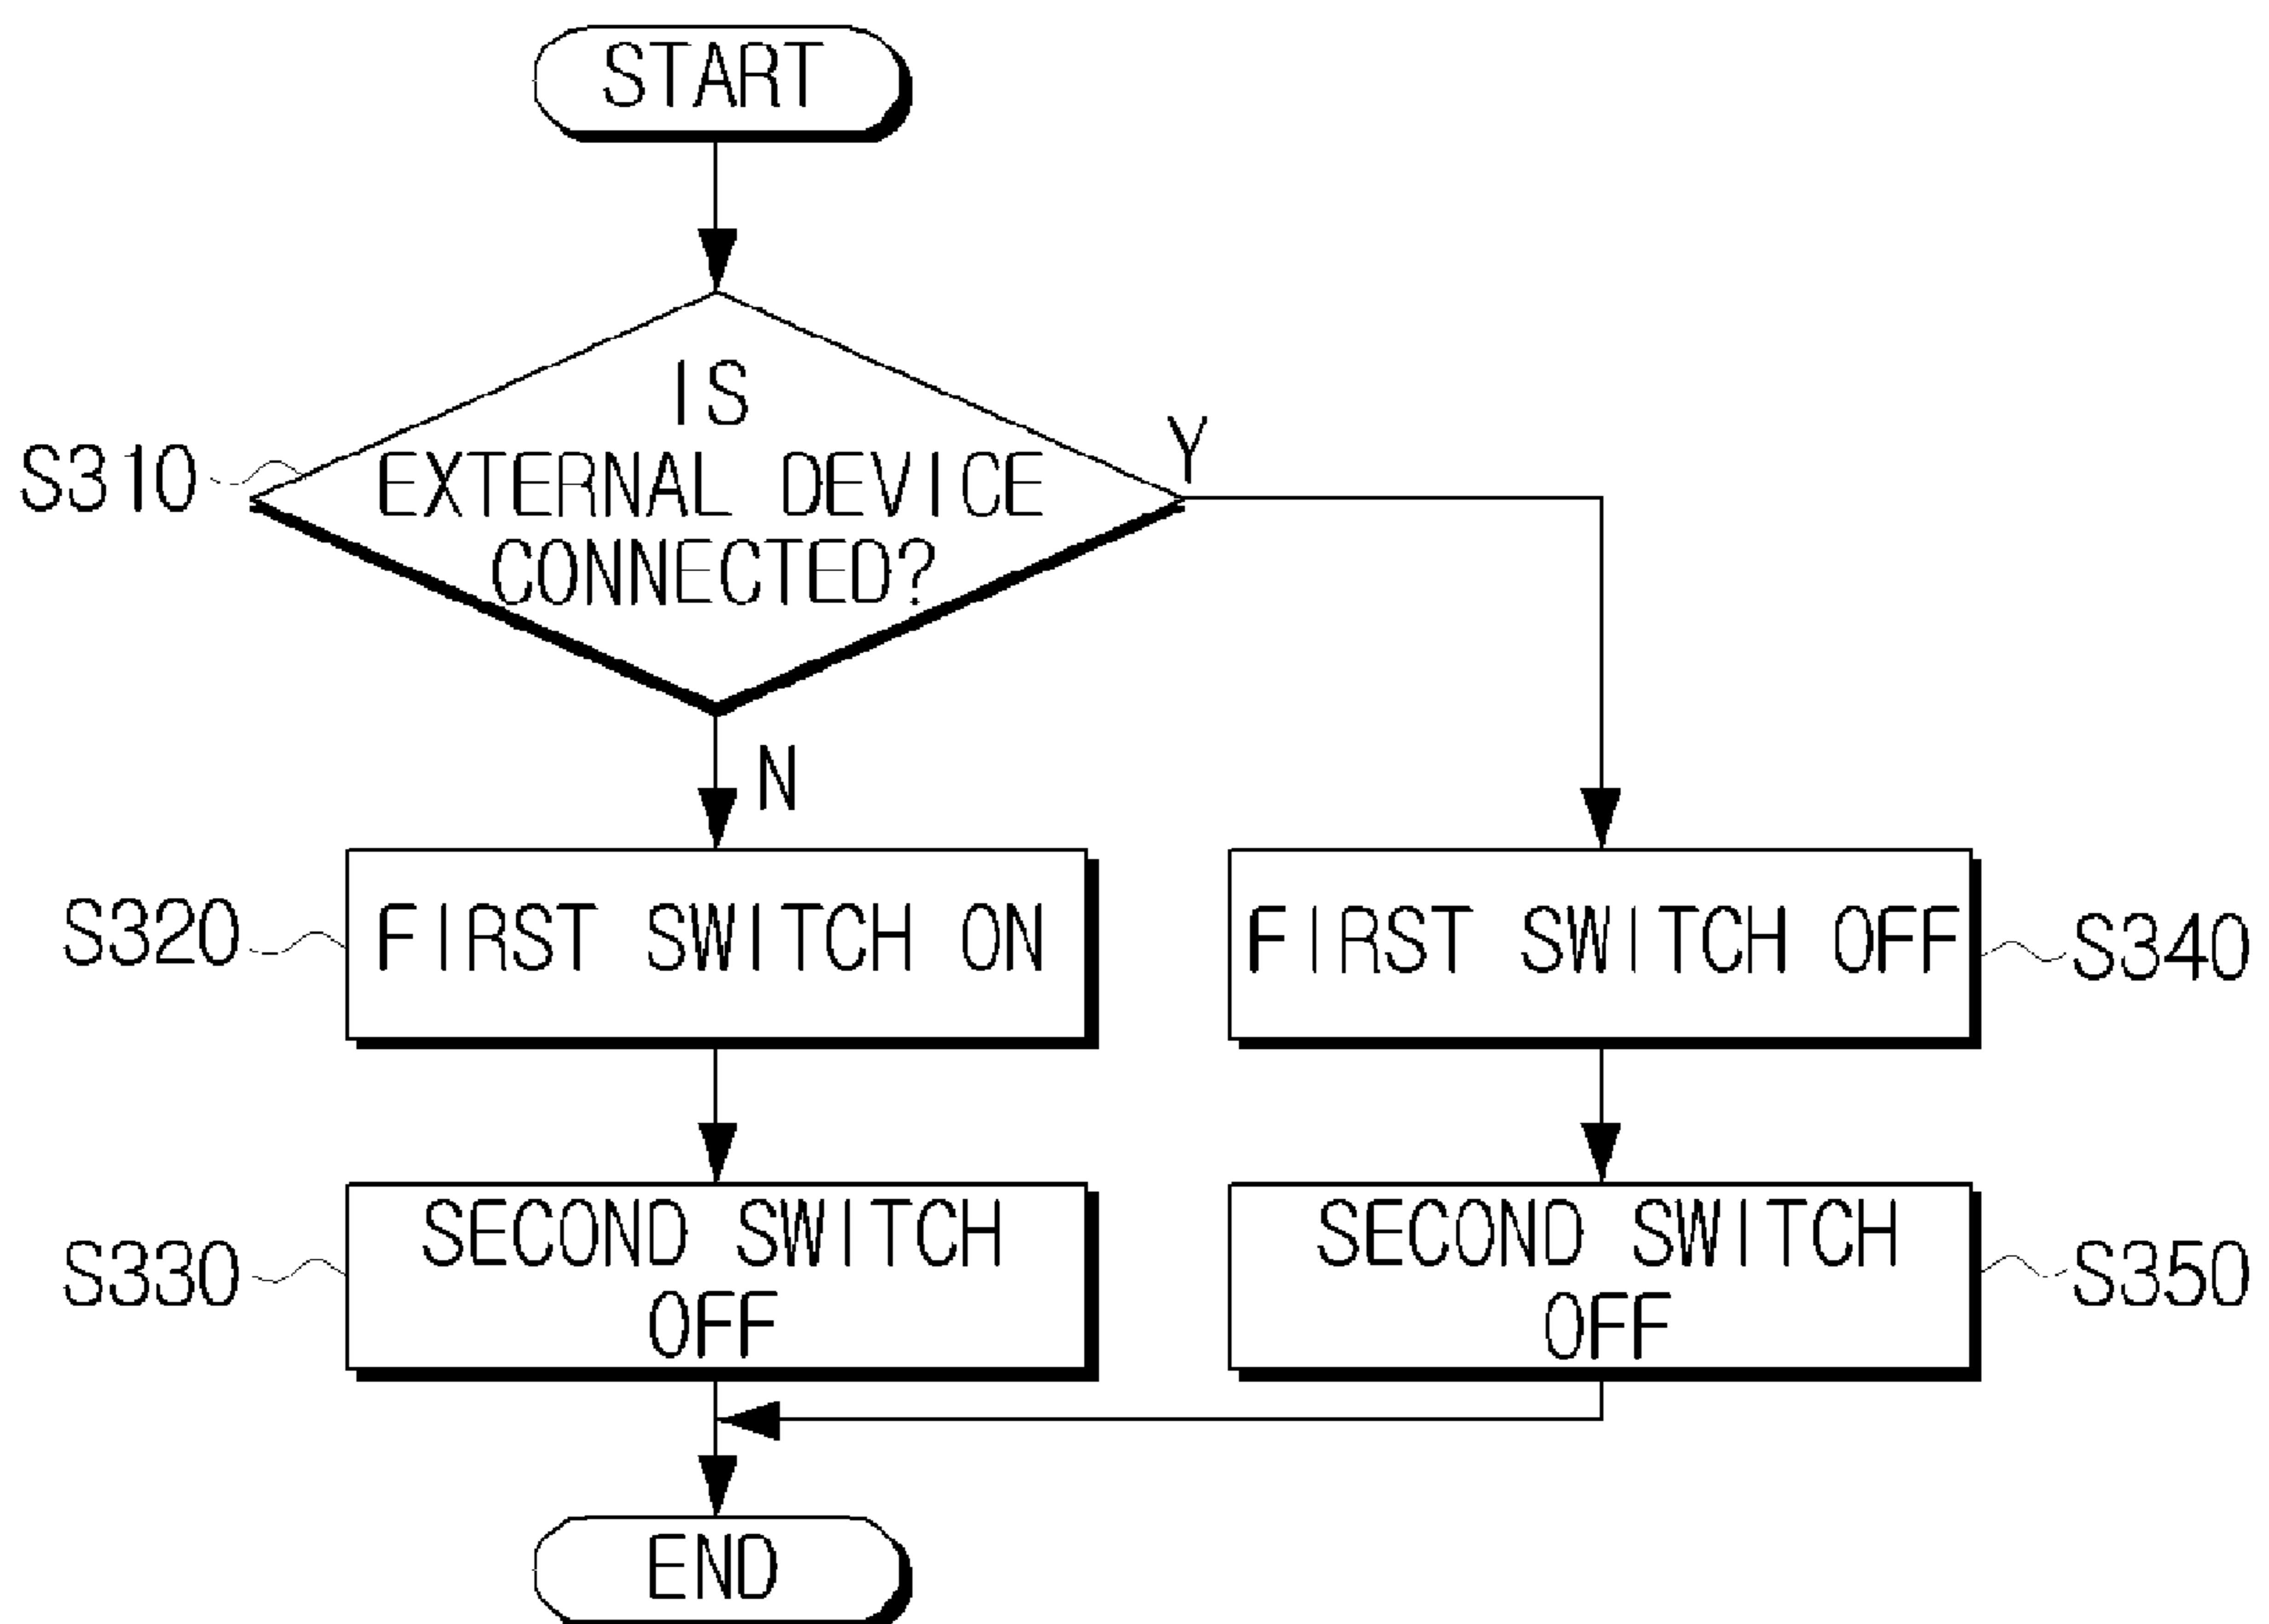 START
IS
EXTERNAL DEVICE
CONNECTED?
S310
Y
N
S320
FIRST SWITCH ON
FIRST SWITCH OFF
S340
S330
SECOND SWITCH
OFF
SECOND SWITCH
OFF
S350
END